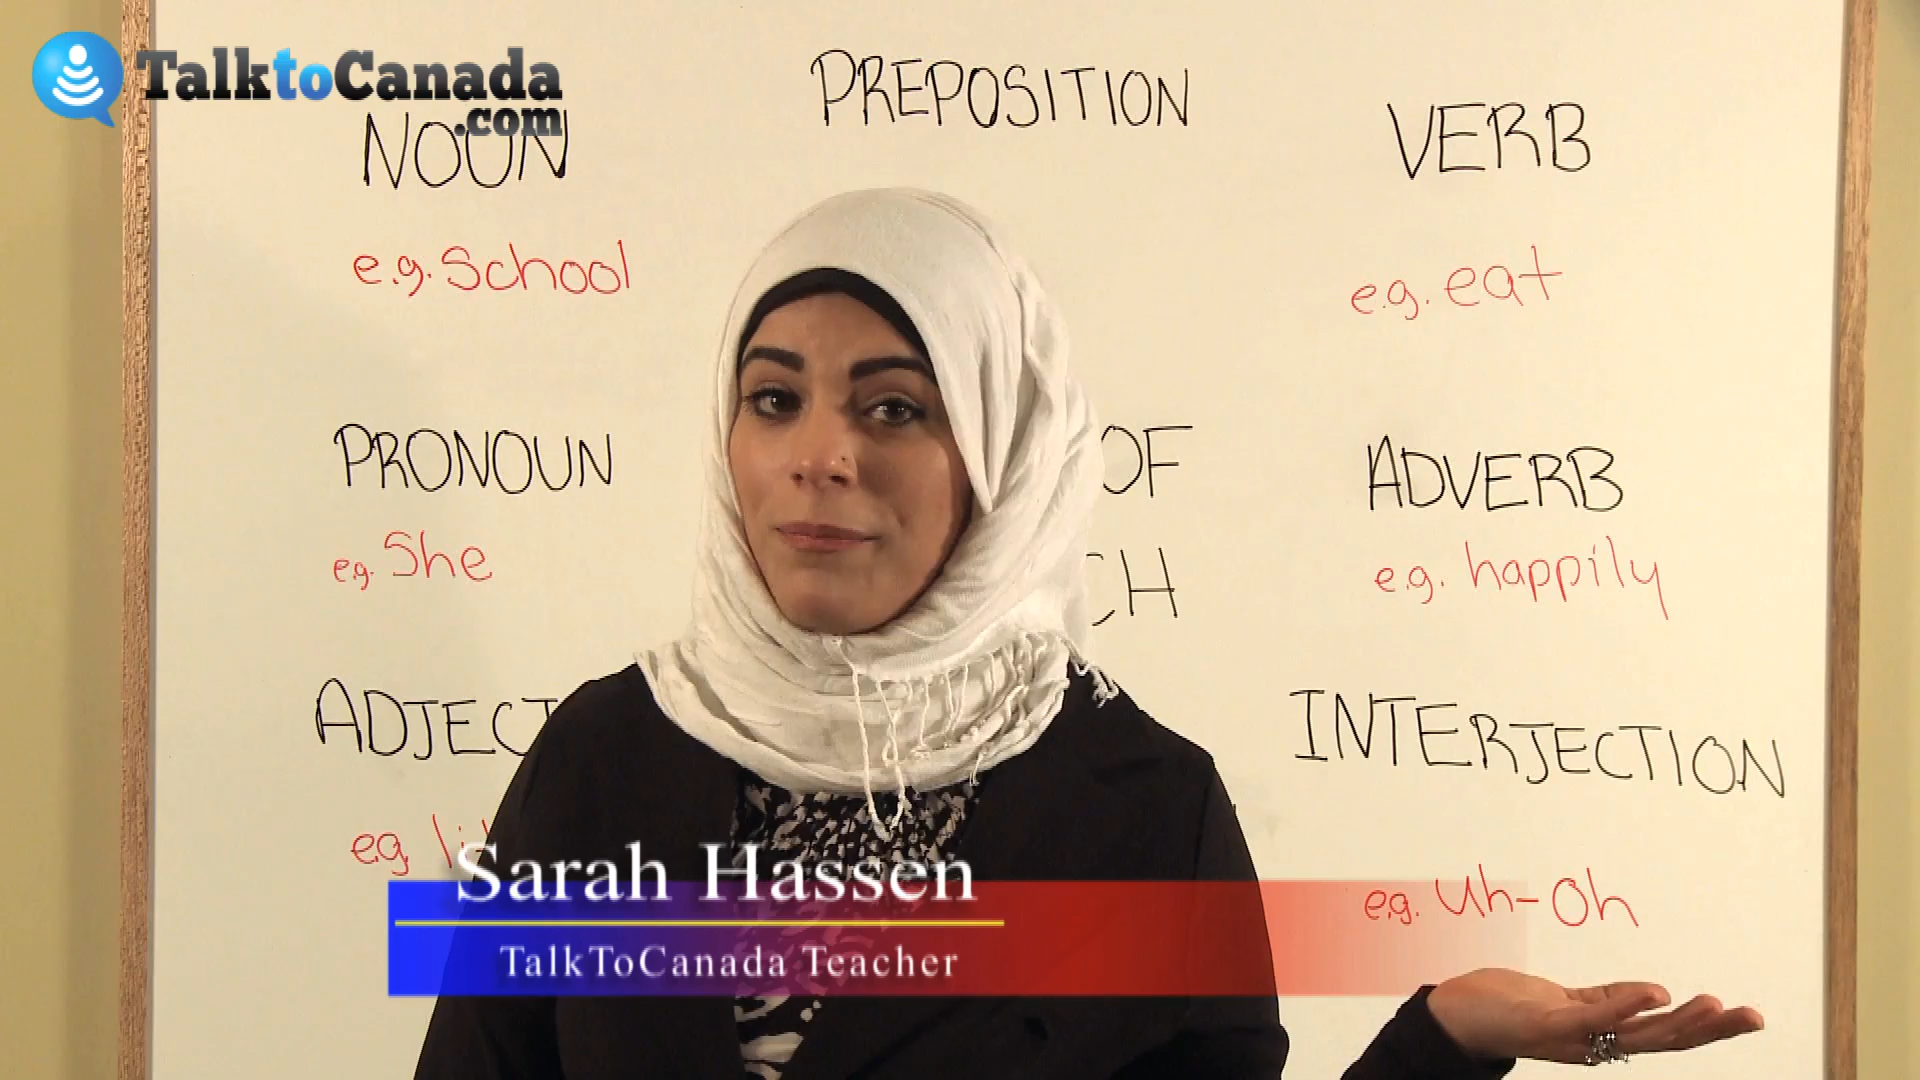 TalktoCanada
.com
PREPOSITION
NOUN
VERB
e.g. School
e.g. eat
PRONOUN
OF
ADVERB
e.g. She
e.g. happily
CH
ADJECT
INTERJECTION
e.g.
e.g. Uh-Oh
Sarah Hassen
TalkToCanada Teacher